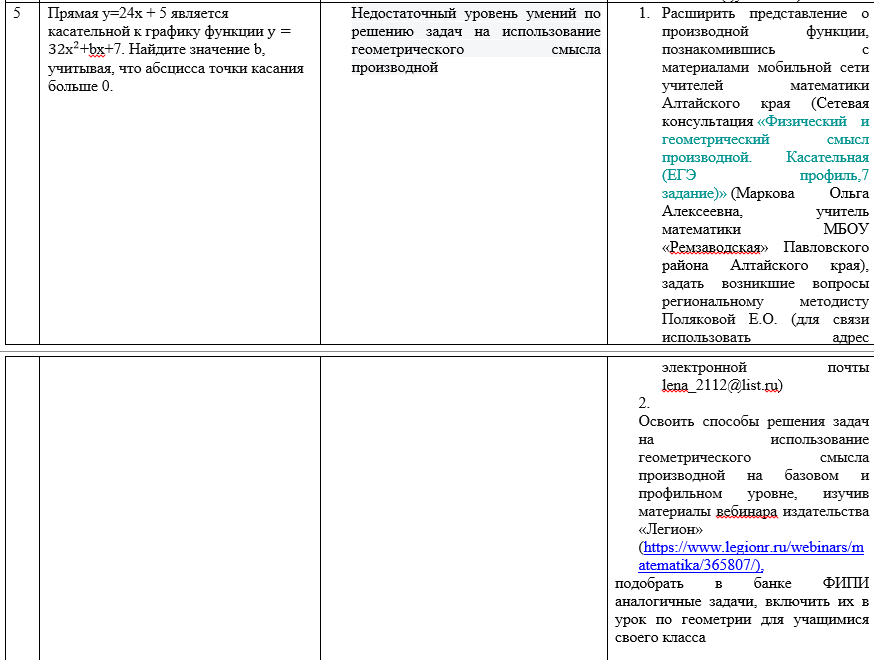 5
Прямая y=24x + 5 является
касательной к графику функции y =
32x²+bx+7. Найдите значение b,
учитывая, что абсцисса точки касания
больше 0.
Недостаточный уровень умений по
решению задач на использование
геометрического смысла
производной
1. Расширить представление о
производной функции,
познакомившись с
материалами мобильной сети
учителей математики
Алтайского края (Сетевая
консультация «Физический и
геометрический смысл
производной. Касательная
(ЕГЭ профиль,7
задание)» (Маркова Ольга
Алексеевна, учитель
математики МБОУ
«Ремзаводская» Павловского
района Алтайского края),
задать возникшие вопросы
региональному методисту
Поляковой Е.О. (для связи
использовать адрес
электронной почты
lena_2112@list.ru)
2.
Освоить способы решения задач
на использование
геометрического смысла
производной на базовом и
профильном уровне, изучив
материалы вебинара издательства
«Легион»
(https://www.legionr.ru/webinars/m
atematika/365807/),
подобрать в банке ФИПИ
аналогичные задачи, включить их в
урок по геометрии для учащимися
своего класса